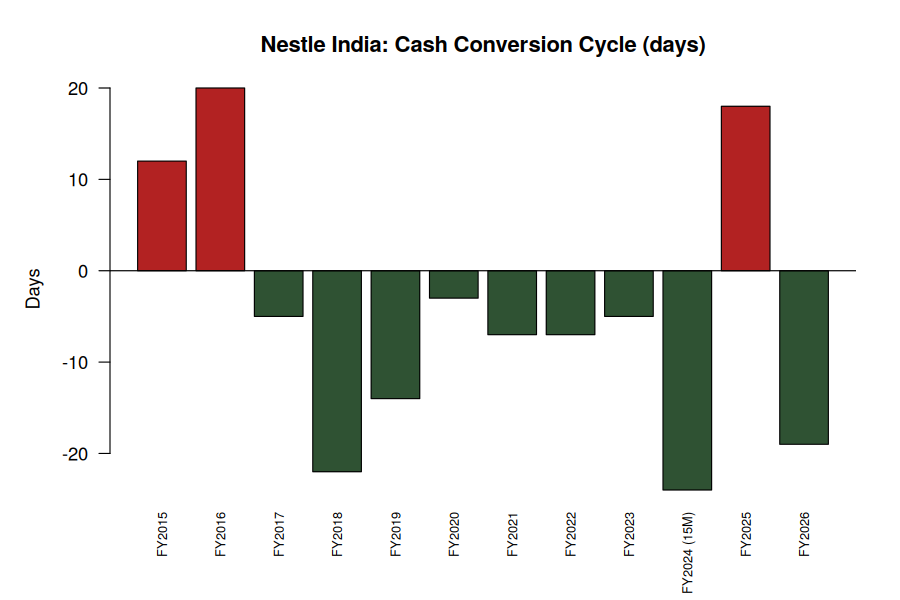 Nestle India: Cash Conversion Cycle (days)
Days
20
10
0
-10
-20
FY2015
FY2016
FY2017
FY2018
FY2019
FY2020
FY2021
FY2022
FY2023
FY2024 (15M)
FY2025
FY2026